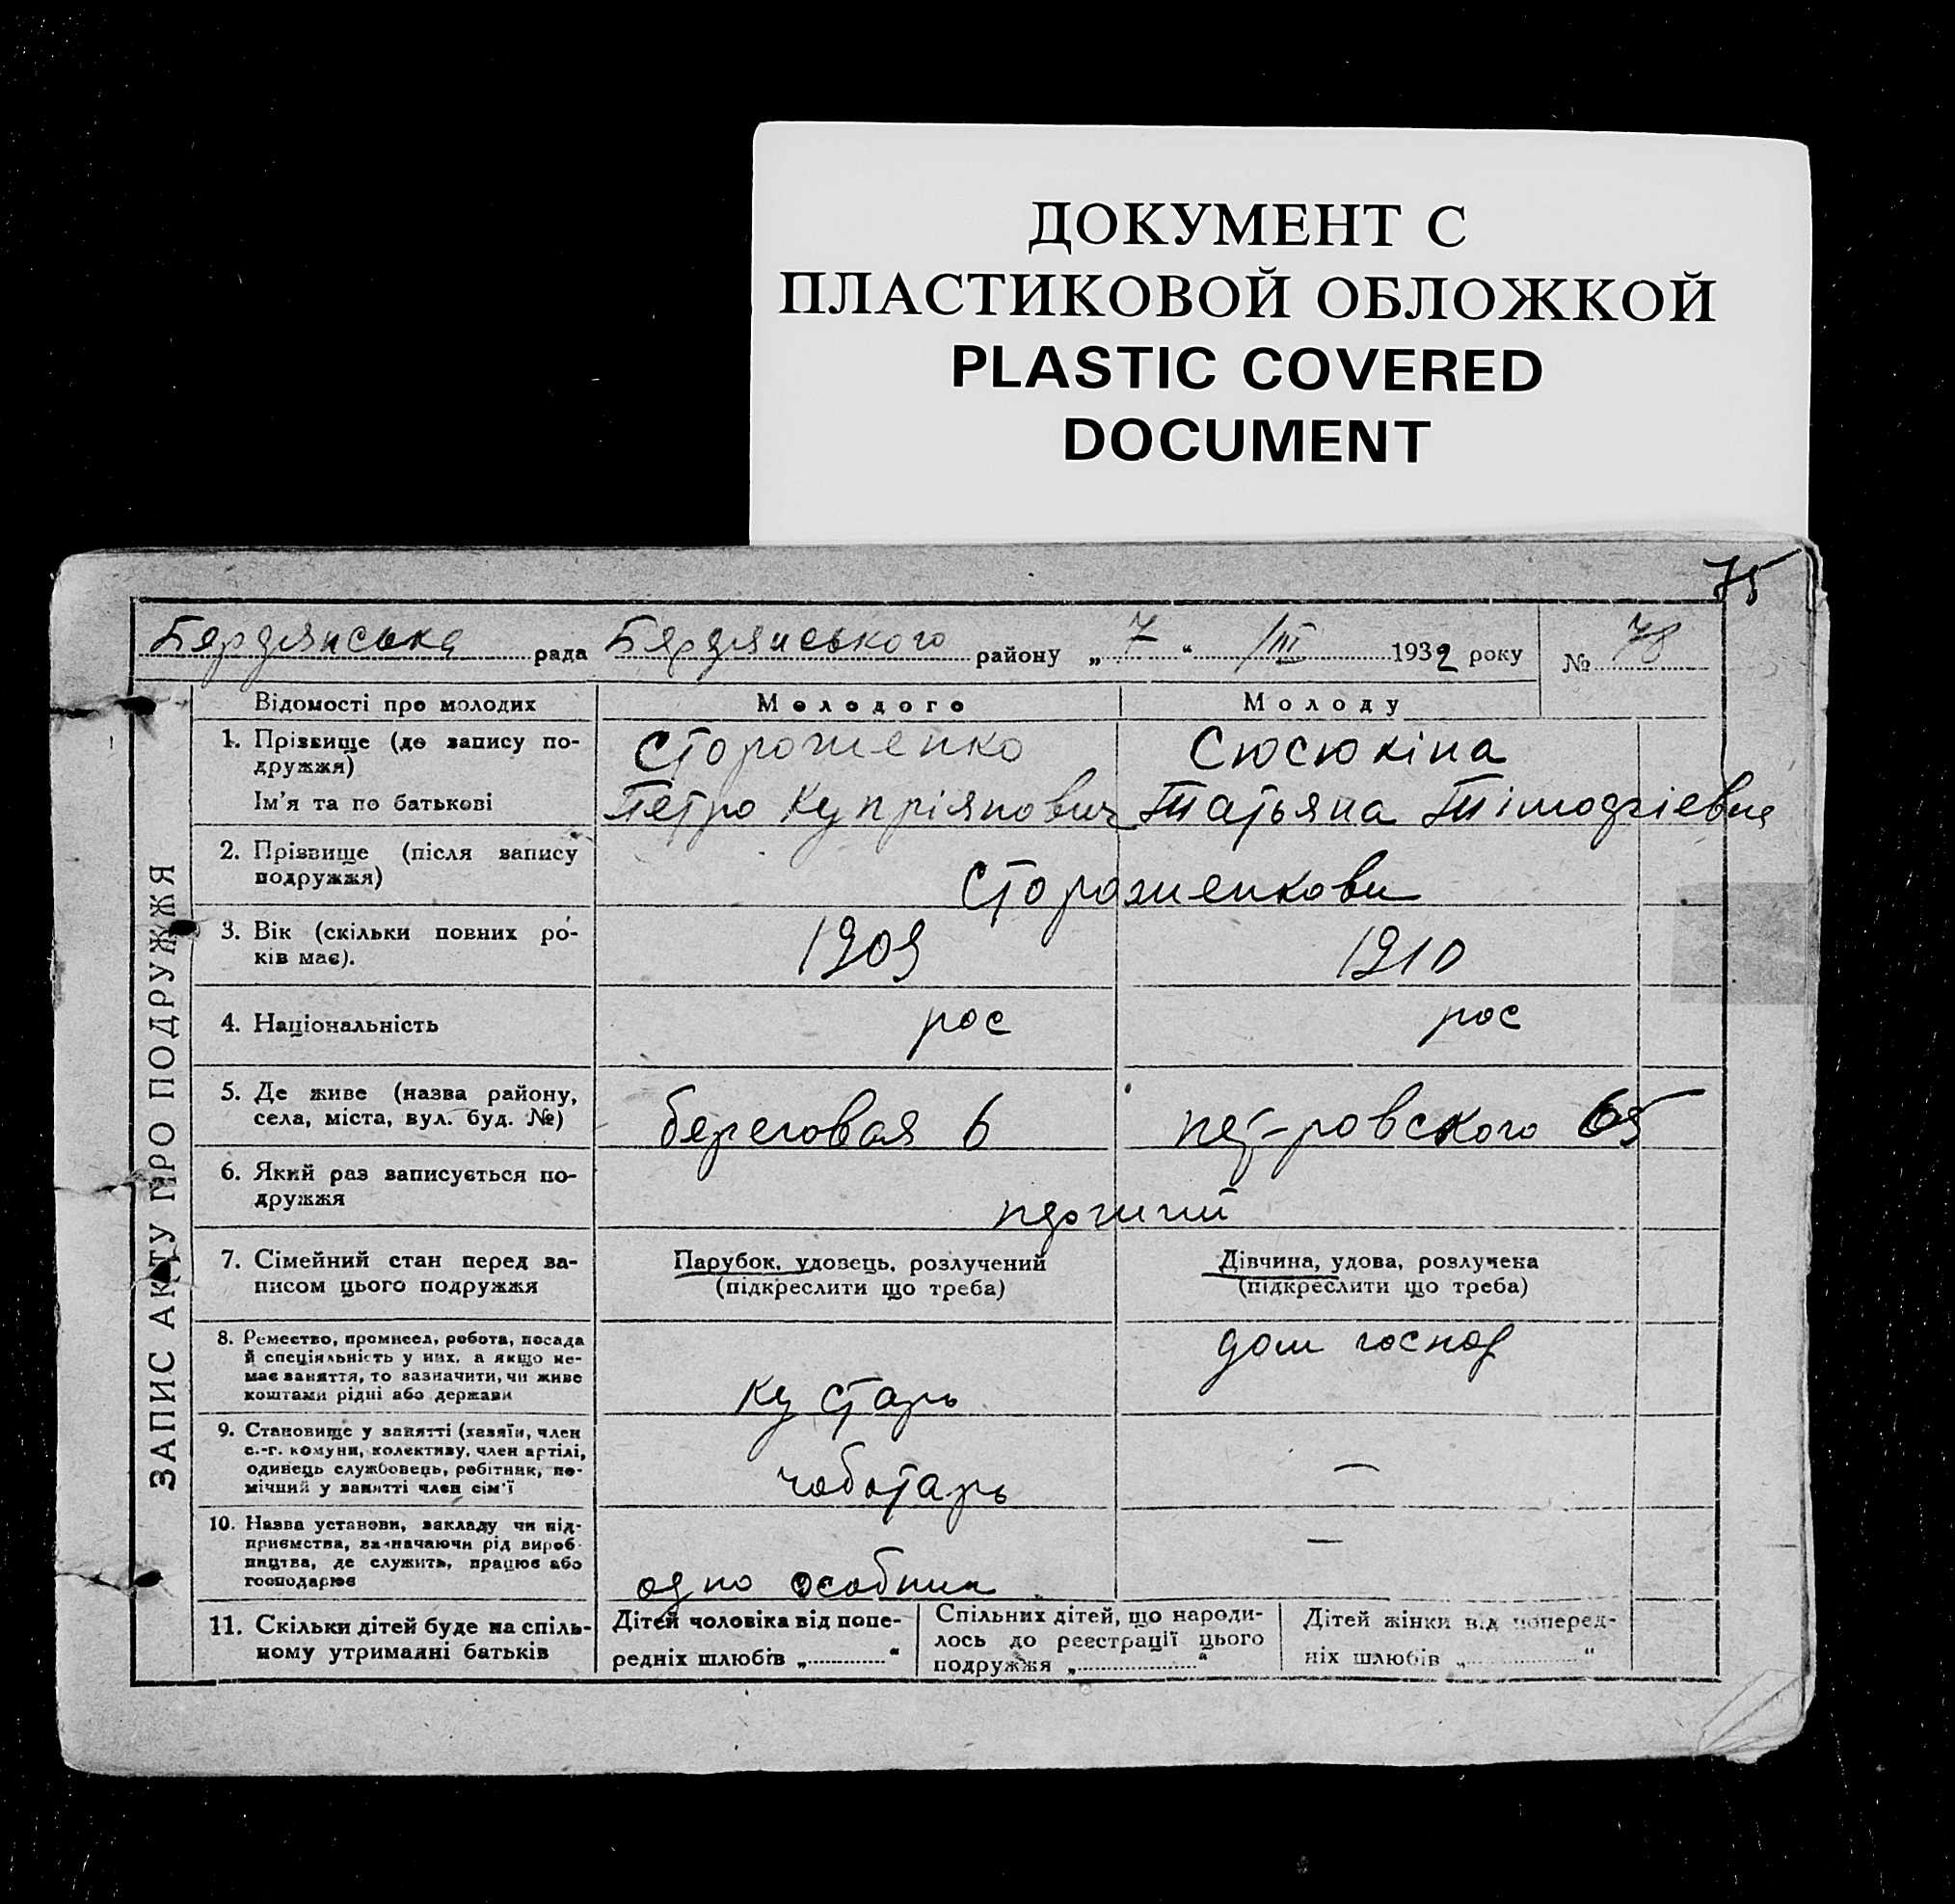 ДОКУМЕНТ С
ПЛАСТИКОВОЙ ОБЛОЖКОЙ
PLASTIC COVERED
DOCUMENT
75
Бердянська рада Бердянського району „ 7 “ /III 1932 року № 78
ЗАПИС АКТУ ПРО ПОДРУЖЖЯ
Відомості про молодих Молодого Молоду
1. Прізвище (до запису по- Стороженко Сюсюкіна
дружжя)
Ім'я та по батькові Петро Купріянович Татьяна
2. Прізвище (після запису
подружжя) Стороженкови
3. Вік (скільки повних ро- 1909 1910
ків має).
4. Національність рос рос
5. Де живе (назва району,
села, міста, вул. буд. №) береговая 6 пет-ровского 65
6. Який раз записується по-
дружжя
7. Сімейний стан перед за- Парубок, удовець, розлучений Дівчина, удова, розлучена
писом цього подружжя (підкреслити що треба) (підкреслити що треба)
8. Ремество, промисел, робота, посада дом господ
й спеціяльність у них, а якщо не-
має заняття, то зазначити, чи живе
коштами рідні або держави кустарь
9. Становище у занятті (хазяїн, член
с.-г. комуни, колективу, член артілі,
одинець службовець, робітник, по- —
мічний у занятті член сім'ї чоботарь
10. Назва установи, закладу чи під-
приємства, зазначаючи рід вироб- —
ництва, де служить, працює або
господарює одно особник
11. Скільки дітей буде на спіль- Дітей чоловіка від попе- Спільних дітей, що народи- Дітей жінки від поперед-
ному утриманні батьків редніх шлюбів „ “ лось до реєстрації цього ніх шлюбів „ “
подружжя „ “